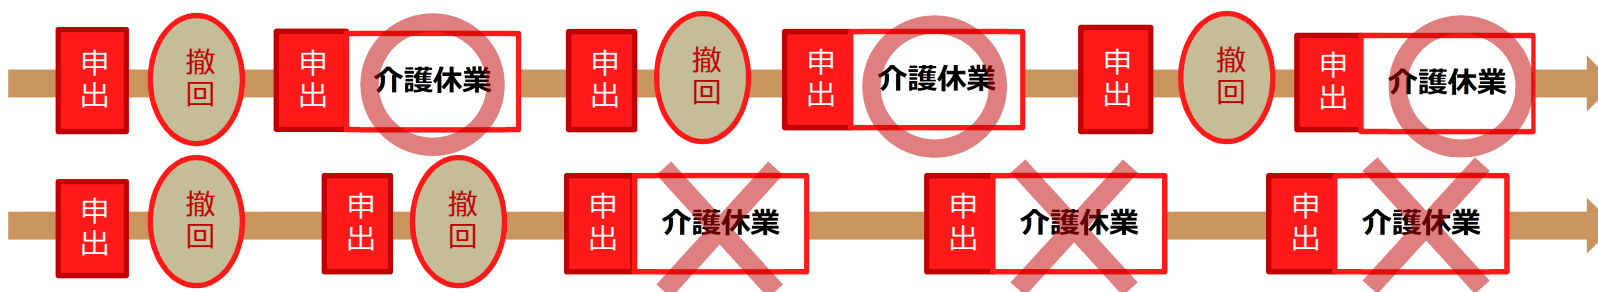 申出 撤回 申出 介護休業 申出 撤回 申出 介護休業 申出 撤回 申出 介護休業
申出 撤回 申出 撤回 申出 介護休業 申出 介護休業 申出 介護休業